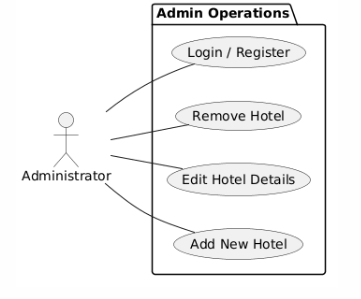 Admin Operations
Login / Register
Remove Hotel
Administrator
Edit Hotel Details
Add New Hotel